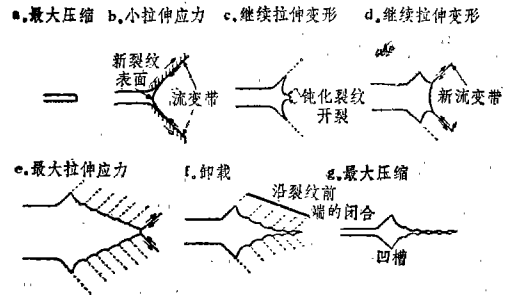 a.最大压缩 b.小拉伸应力 c.继续拉伸变形 d.继续拉伸变形
新裂纹
表面
流变带
钝化裂纹
开裂
新流变带
e.最大拉伸应力 f.卸载 g.最大压缩
沿裂纹前
端的闭合
凹槽